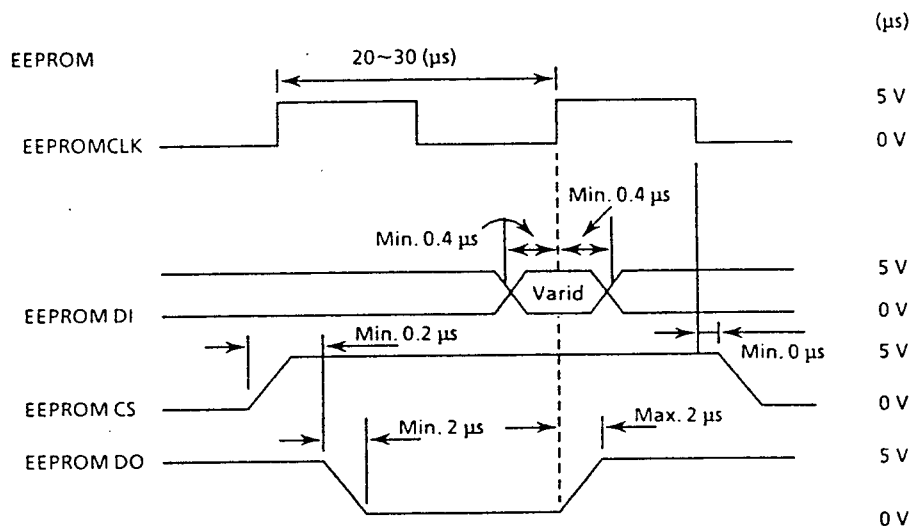 (μs)
EEPROM
20~30 (μs)
5 V
EEPROMCLK
0 V
Min. 0.4 μs
Min. 0.4 μs
5 V
Varid
EEPROM DI
0 V
Min. 0.2 μs
Min. 0 μs
5 V
EEPROM CS
0 V
Min. 2 μs
Max. 2 μs
EEPROM DO
5 V
0 V